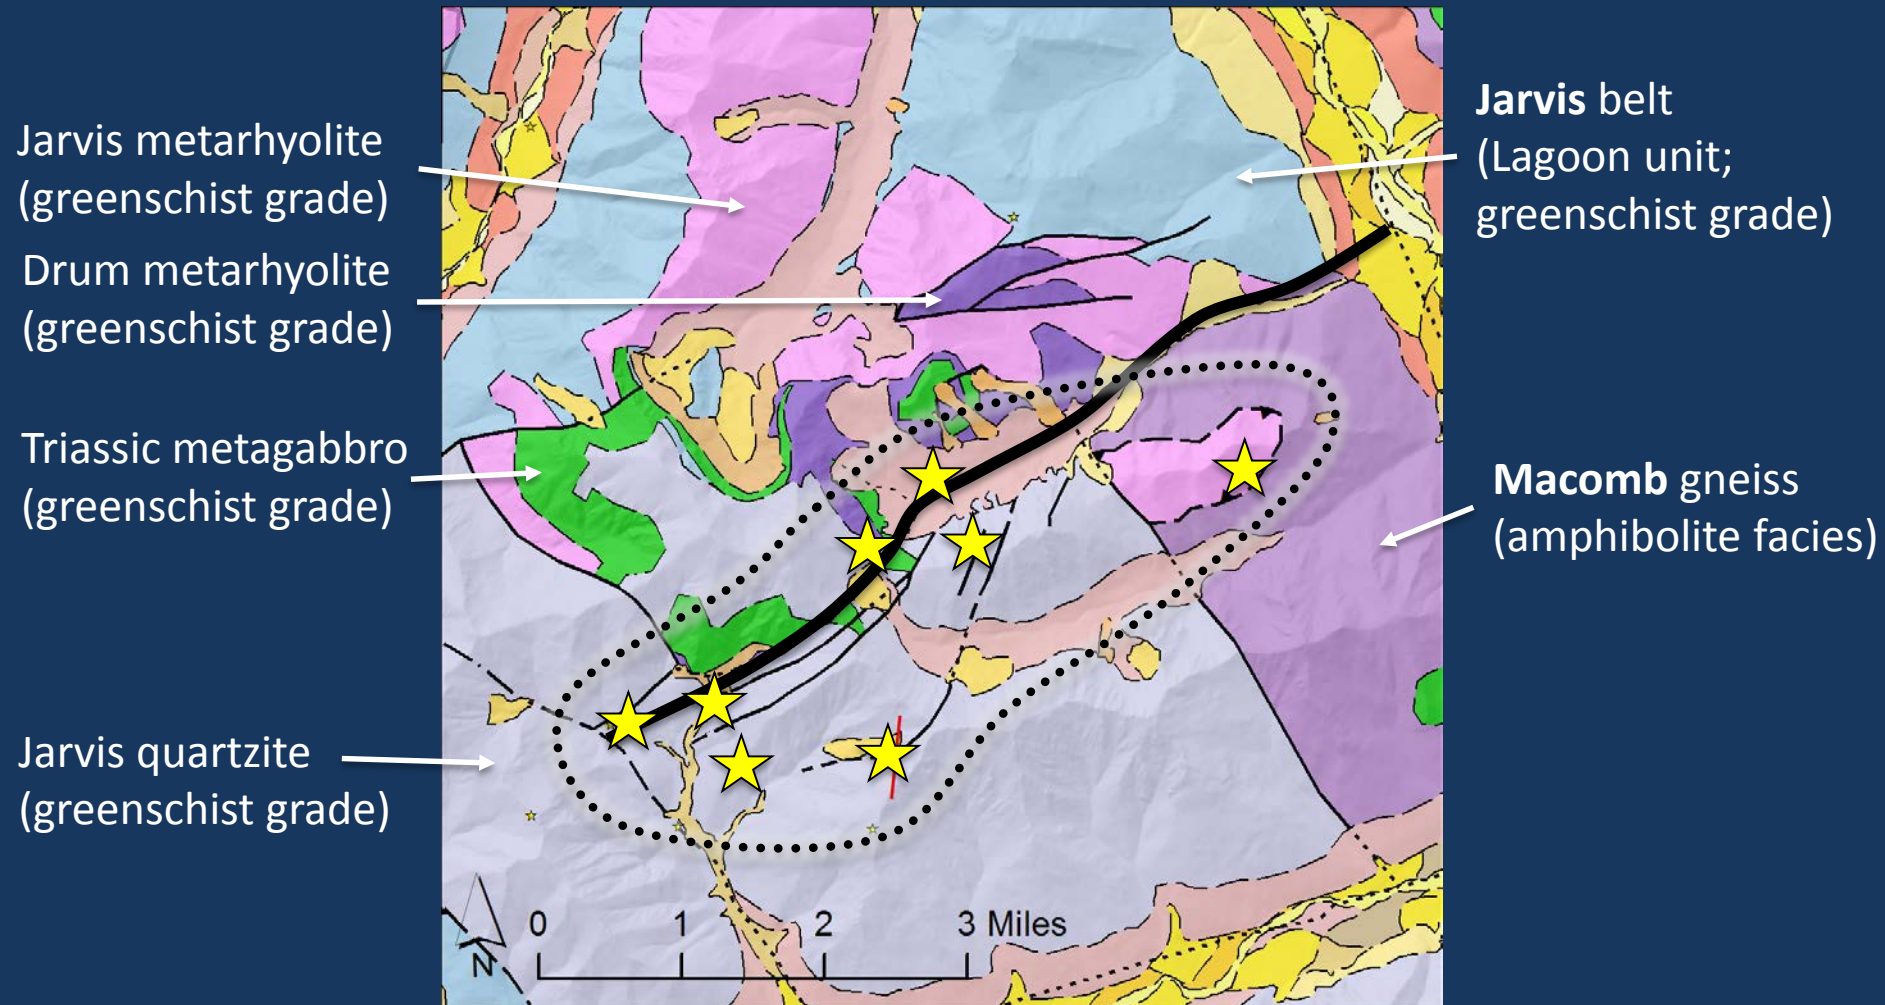 Jarvis metarhyolite
(greenschist grade)
Drum metarhyolite
(greenschist grade)
Triassic metagabbro
(greenschist grade)
Jarvis quartzite
(greenschist grade)
Jarvis belt
(Lagoon unit;
greenschist grade)
Macomb gneiss
(amphibolite facies)
N
0 1 2 3 Miles